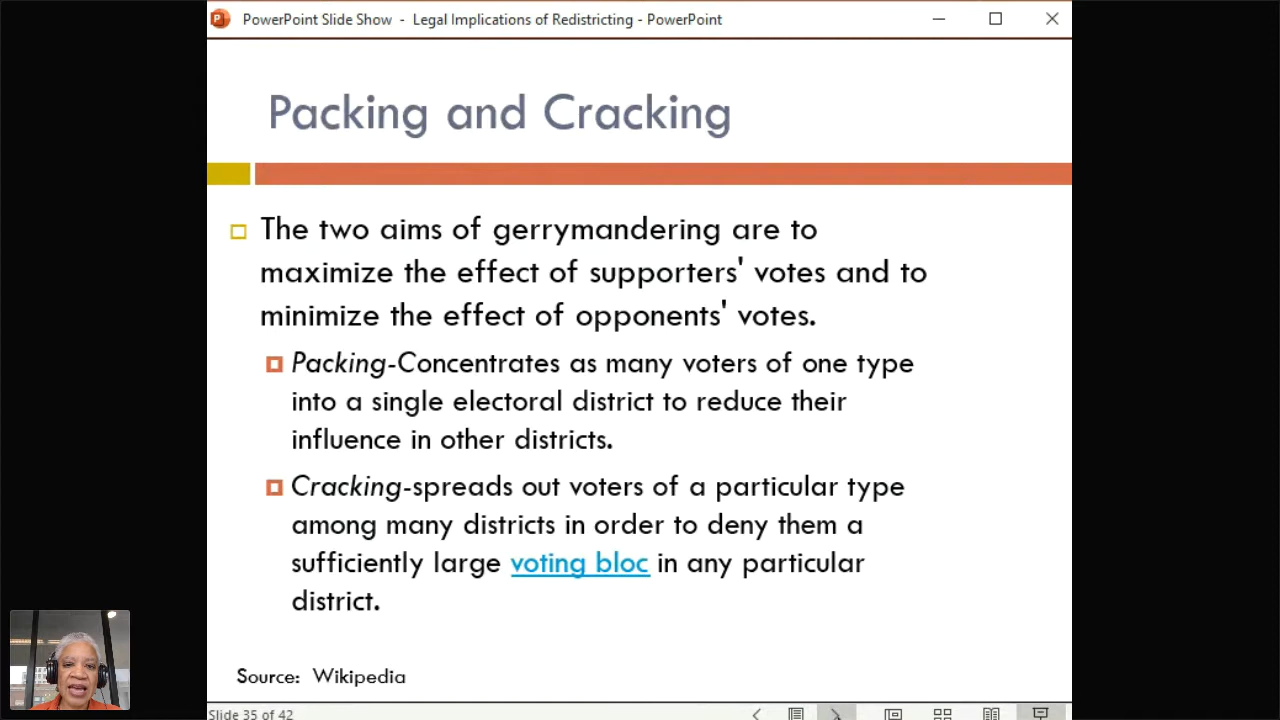 PowerPoint Slide Show - Legal Implications of Redistricting - PowerPoint
Packing and Cracking
The two aims of gerrymandering are to
maximize the effect of supporters' votes and to
minimize the effect of opponents' votes.
Packing-Concentrates as many voters of one type
into a single electoral district to reduce their
influence in other districts.
Cracking-spreads out voters of a particular type
among many districts in order to deny them a
sufficiently large voting bloc in any particular
district.
Source: Wikipedia
Slide 35 of 42